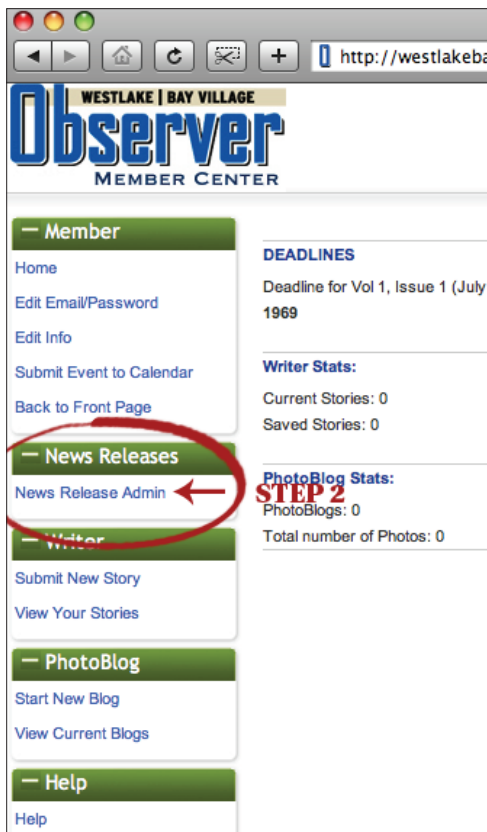 http://westlakeba
WESTLAKE | BAY VILLAGE
Observer
MEMBER CENTER
— Member
Home
Edit Email/Password
Edit Info
Submit Event to Calendar
Back to Front Page
— News Releases
News Release Admin
— Writer
Submit New Story
View Your Stories
— PhotoBlog
Start New Blog
View Current Blogs
— Help
Help
DEADLINES
Deadline for Vol 1, Issue 1 (July
1969
Writer Stats:
Current Stories: 0
Saved Stories: 0
PhotoBlog Stats:
STEP 2
PhotoBlogs: 0
Total number of Photos: 0